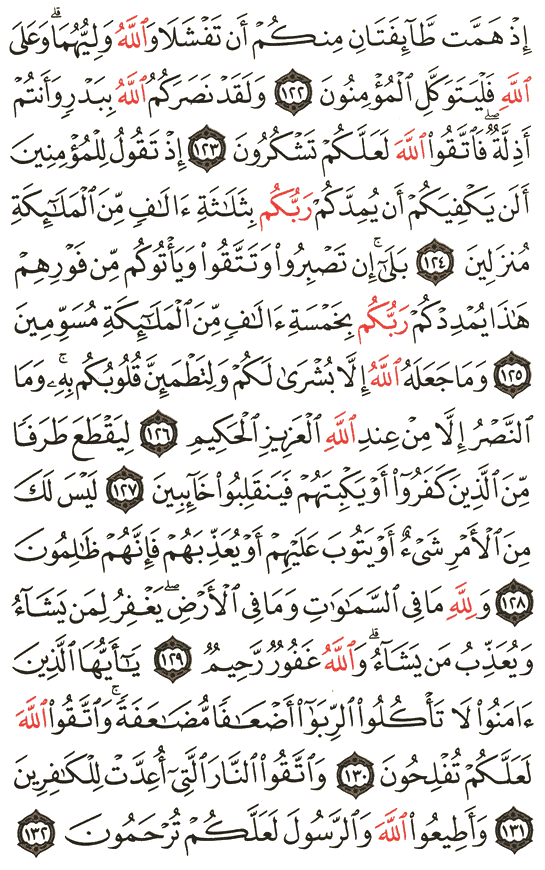 إِذْ هَمَّت طَّآئِفَتَانِ مِنكُمْ أَن تَفْشَلَا وَٱللَّهُ وَلِيُّهُمَا ۗ وَعَلَى
ٱللَّهِ فَلْيَتَوَكَّلِ ٱلْمُؤْمِنُونَ ١٢٢ وَلَقَدْ نَصَرَكُمُ ٱللَّهُ بِبَدْرٍ وَأَنتُمْ
أَذِلَّةٌ ۖ فَٱتَّقُوا۟ ٱللَّهَ لَعَلَّكُمْ تَشْكُرُونَ ١٢٣ إِذْ تَقُولُ لِلْمُؤْمِنِينَ
أَلَن يَكْفِيَكُمْ أَن يُمِدَّكُمْ رَبُّكُم بِثَلَٰثَةِ ءَالَٰفٍ مِّنَ ٱلْمَلَٰٓئِكَةِ
مُنزَلِينَ ١٢٤ بَلَىٰٓ ۚ إِن تَصْبِرُوا۟ وَتَتَّقُوا۟ وَيَأْتُوكُم مِّن فَوْرِهِمْ
هَٰذَا يُمْدِدْكُمْ رَبُّكُم بِخَمْسَةِ ءَالَٰفٍ مِّنَ ٱلْمَلَٰٓئِكَةِ مُسَوِّمِينَ
١٢٥ وَمَا جَعَلَهُ ٱللَّهُ إِلَّا بُشْرَىٰ لَكُمْ وَلِتَطْمَئِنَّ قُلُوبُكُم بِهِۦ ۗ وَمَا
ٱلنَّصْرُ إِلَّا مِنْ عِندِ ٱللَّهِ ٱلْعَزِيزِ ٱلْحَكِيمِ ١٢٦ لِيَقْطَعَ طَرَفًا
مِّنَ ٱلَّذِينَ كَفَرُوٓا۟ أَوْ يَكْبِتَهُمْ فَيَنقَلِبُوا۟ خَآئِبِينَ ١٢٧ لَيْسَ لَكَ
مِنَ ٱلْأَمْرِ شَىْءٌ أَوْ يَتُوبَ عَلَيْهِمْ أَوْ يُعَذِّبَهُمْ فَإِنَّهُمْ ظَٰلِمُونَ
١٢٨ وَلِلَّهِ مَا فِى ٱلسَّمَٰوَٰتِ وَمَا فِى ٱلْأَرْضِ ۚ يَغْفِرُ لِمَن يَشَآءُ
وَيُعَذِّبُ مَن يَشَآءُ ۚ وَٱللَّهُ غَفُورٌ رَّحِيمٌ ١٢٩ يَٰٓأَيُّهَا ٱلَّذِينَ
ءَامَنُوا۟ لَا تَأْكُلُوا۟ ٱلرِّبَوٰٓا۟ أَضْعَٰفًا مُّضَٰعَفَةً ۖ وَٱتَّقُوا۟ ٱللَّهَ
لَعَلَّكُمْ تُفْلِحُونَ ١٣٠ وَٱتَّقُوا۟ ٱلنَّارَ ٱلَّتِىٓ أُعِدَّتْ لِلْكَٰفِرِينَ
١٣١ وَأَطِيعُوا۟ ٱللَّهَ وَٱلرَّسُولَ لَعَلَّكُمْ تُرْحَمُونَ ١٣٢